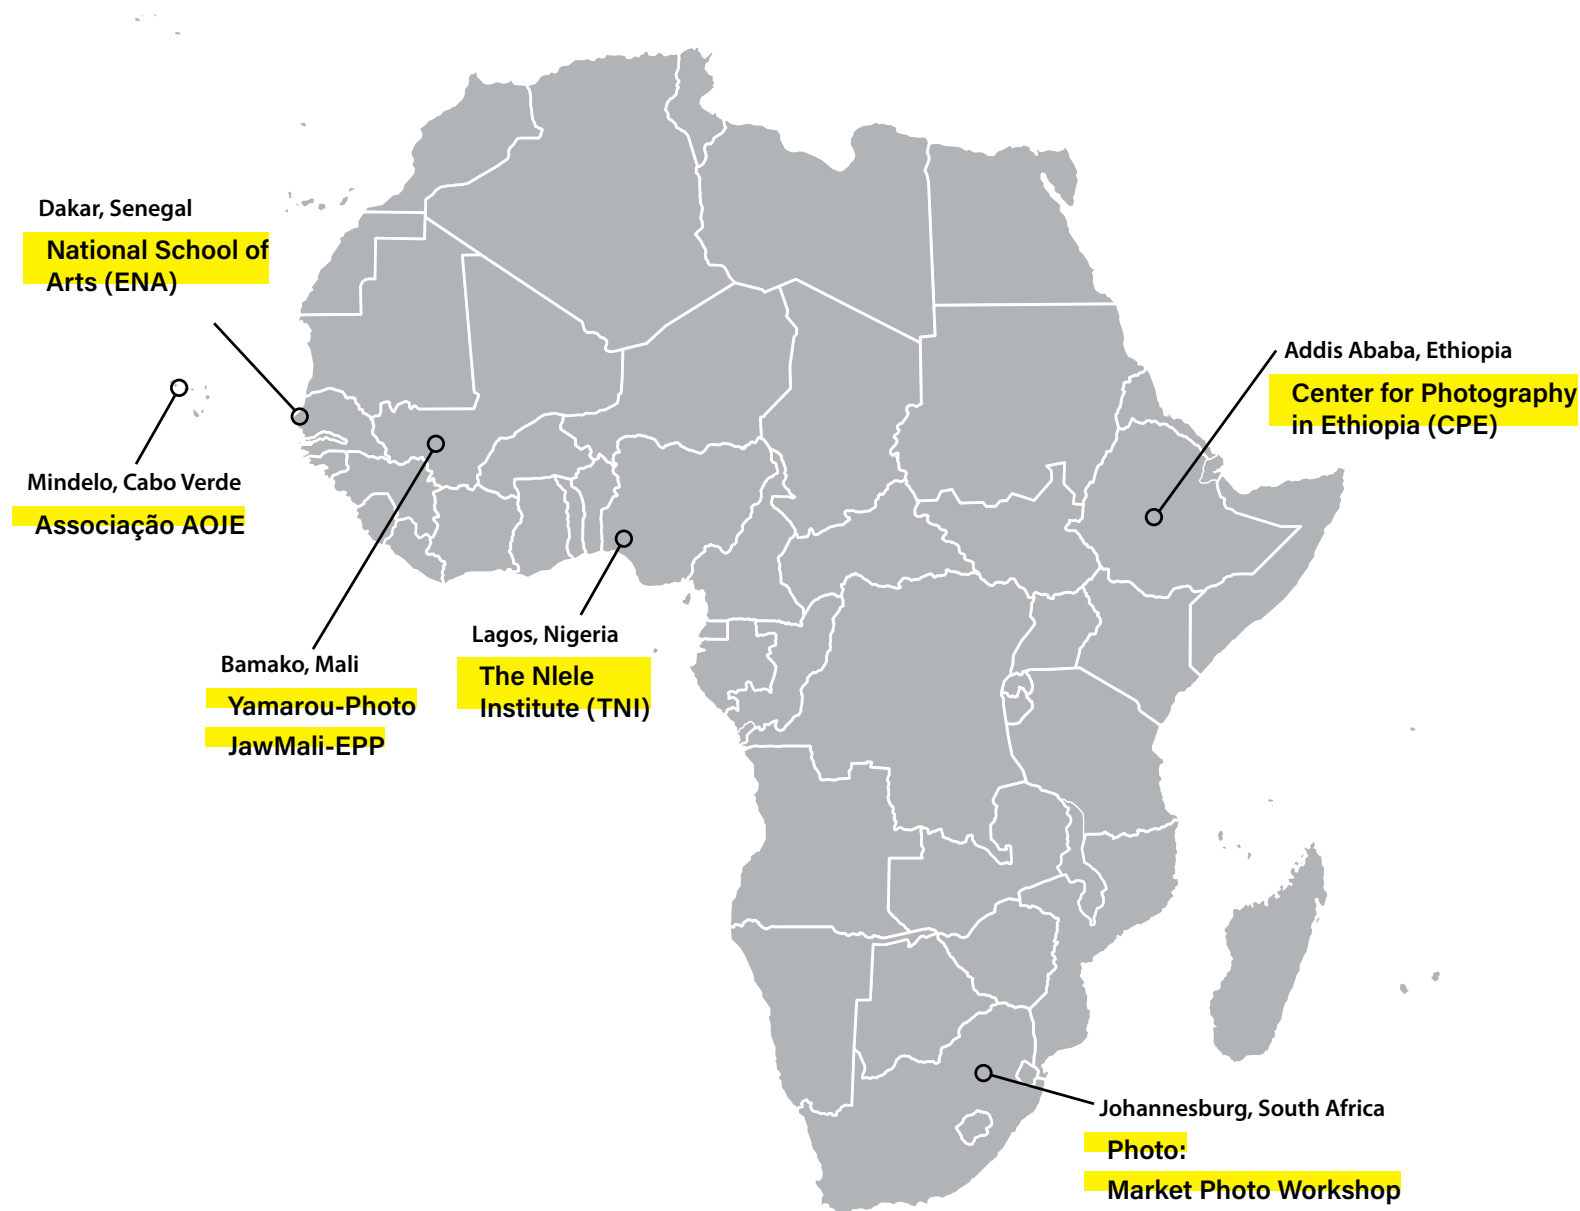 Dakar, Senegal
National School of
Arts (ENA)
Addis Ababa, Ethiopia
Center for Photography
in Ethiopia (CPE)
Mindelo, Cabo Verde
Associação AOJE
Bamako, Mali
Yamarou-Photo
JawMali-EPP
Lagos, Nigeria
The Nlele
Institute (TNI)
Johannesburg, South Africa
Photo:
Market Photo Workshop